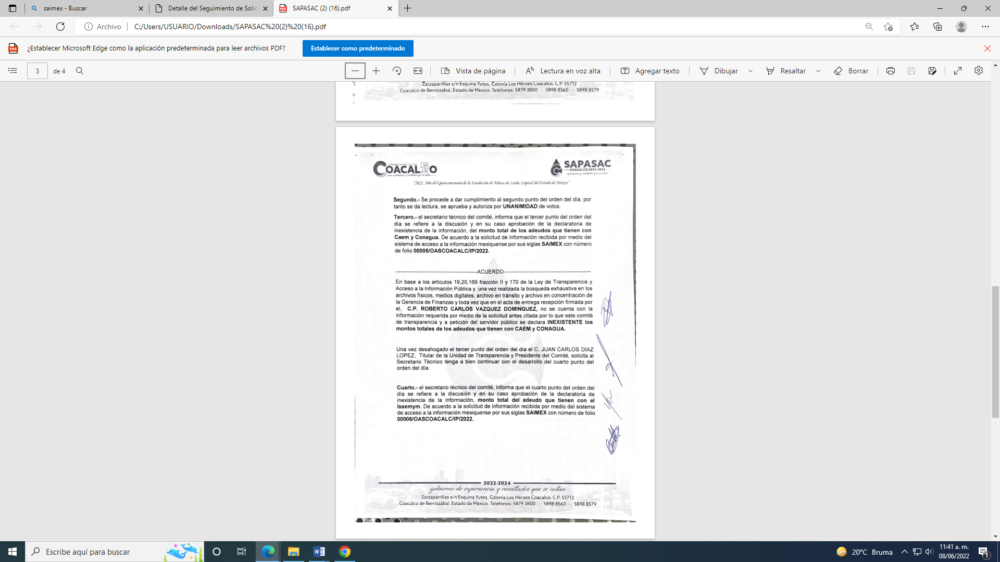 saimex - Buscar
Detalle del Seguimiento de Solic
SAPASAC (2) (16).pdf
Archivo
C:/Users/USUARIO/Downloads/SAPASAC%20(2)%20(16).pdf
¿Establecer Microsoft Edge como la aplicación predeterminada para leer archivos PDF?
Establecer como predeterminado
3 de 4
Vista de página
Lectura en voz alta
Agregar texto
Dibujar
Resaltar
Borrar
Zarzaparrillas s/n Esquina Yutes, Colonia Los Héroes Coacalco, C.P. 55712
Coacalco de Berriozábal, Estado de México. Teléfonos: 5879 3800 - 5898 8560 - 5898 8579
COACALCO
SAPASAC
COACALCO 2022-2024
experiencia y resultados que se notan
"2022. Año del Quincentenario de la Fundación de Toluca de Lerdo, Capital del Estado de México"
Segundo.- Se procede a dar cumplimiento al segundo punto del orden del día, por
tanto se da lectura, se aprueba y autoriza por UNANIMIDAD de votos.
Tercero.- el secretario técnico del comité, informa que el tercer punto del orden del
día se refiere a la discusión y en su caso aprobación de la declaratoria de
inexistencia de la información, del monto total de los adeudos que tienen con
Caem y Conagua. De acuerdo a la solicitud de información recibida por medio del
sistema de acceso a la información mexiquense por sus siglas SAIMEX con número
de folio 00005/OASCOACALC/IP/2022.
----------------------------------------------ACUERDO-------------------------------------------------
En base a los artículos 19,20,169 fracción II y 170 de la Ley de Transparencia y
Acceso a la Información Pública y una vez realizada la búsqueda exhaustiva en los
archivos físicos, medios digitales, archivo en tránsito y archivo en concentración de
la Gerencia de Finanzas y toda vez que en el acta de entrega recepción firmada por
el, C.P. ROBERTO CARLOS VAZQUEZ DOMINGUEZ, no se cuenta con la
información requerida por medio de la solicitud antes citada por lo que este comité
de transparencia y a petición del servidor público se declara INEXISTENTE los
montos totales de los adeudos que tienen con CAEM y CONAGUA.
Una vez desahogado el tercer punto del orden del día el C. JUAN CARLOS DIAZ
LOPEZ, Titular de la Unidad de Transparencia y Presidente del Comité, solicita al
Secretario Técnico tenga a bien continuar con el desarrollo del cuarto punto del
orden del día.
Cuarto.- el secretario técnico del comité, informa que el cuarto punto del orden del
día se refiere a la discusión y en su caso aprobación de la declaratoria de
inexistencia de la información, monto total del adeudo que tienen con el
Issemym. De acuerdo a la solicitud de información recibida por medio del sistema
de acceso a la información mexiquense por sus siglas SAIMEX con número de folio
00006/OASCOACALC/IP/2022.
2022-2024
gobierno de experiencia y resultados que se notan
Zarzaparrillas s/n Esquina Yutes, Colonia Los Héroes Coacalco, C.P. 55712
Coacalco de Berriozábal, Estado de México. Teléfonos: 5879 3800 - 5898 8560 - 5898 8579
Escribe aquí para buscar
20°C Bruma
11:41 a. m.
08/06/2022
1